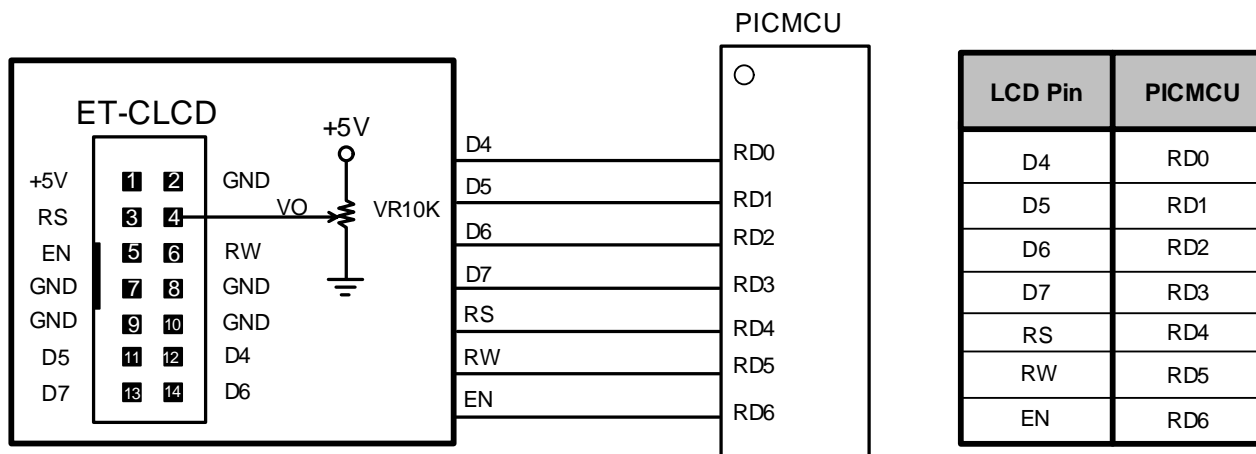 PICMCU
ET-CLCD
+5V
+5V 1 2 GND
RS 3 4 VO VR10K
EN 5 6 RW
GND 7 8 GND
GND 9 10 GND
D5 11 12 D4
D7 13 14 D6
D4 RD0
D5 RD1
D6 RD2
D7 RD3
RS RD4
RW RD5
EN RD6
LCD Pin PICMCU
D4 RD0
D5 RD1
D6 RD2
D7 RD3
RS RD4
RW RD5
EN RD6